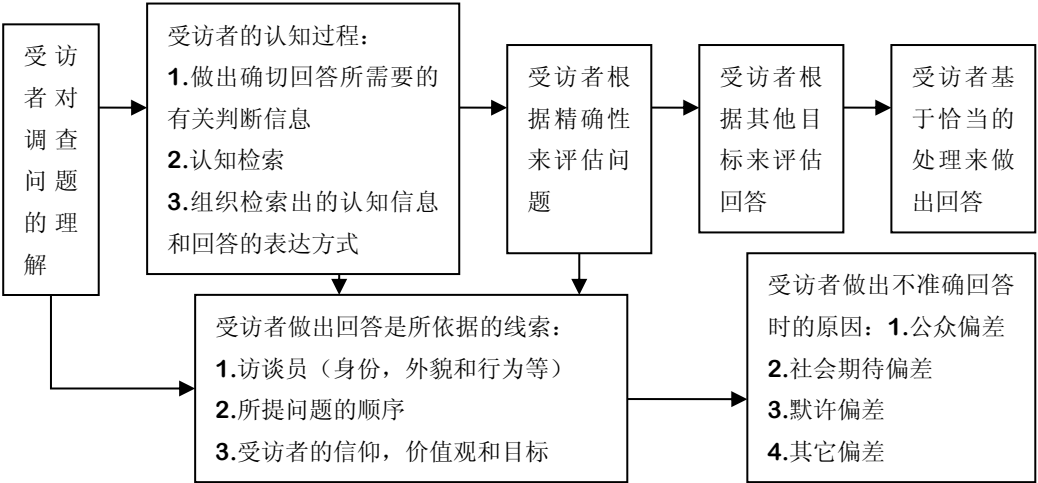 受访
者对
调查
问题
的理
解
受访者的认知过程：
1.做出确切回答所需要的
有关判断信息
2.认知检索
3.组织检索出的认知信息
和回答的表达方式
受访者根
据精确性
来评估问
题
受访者根
据其他目
标来评估
回答
受访者基
于恰当的
处理来做
出回答
受访者做出回答是所依据的线索：
1.访谈员（身份，外貌和行为等）
2.所提问题的顺序
3.受访者的信仰，价值观和目标
受访者做出不准确回答
时的原因：1.公众偏差
2.社会期待偏差
3.默许偏差
4.其它偏差